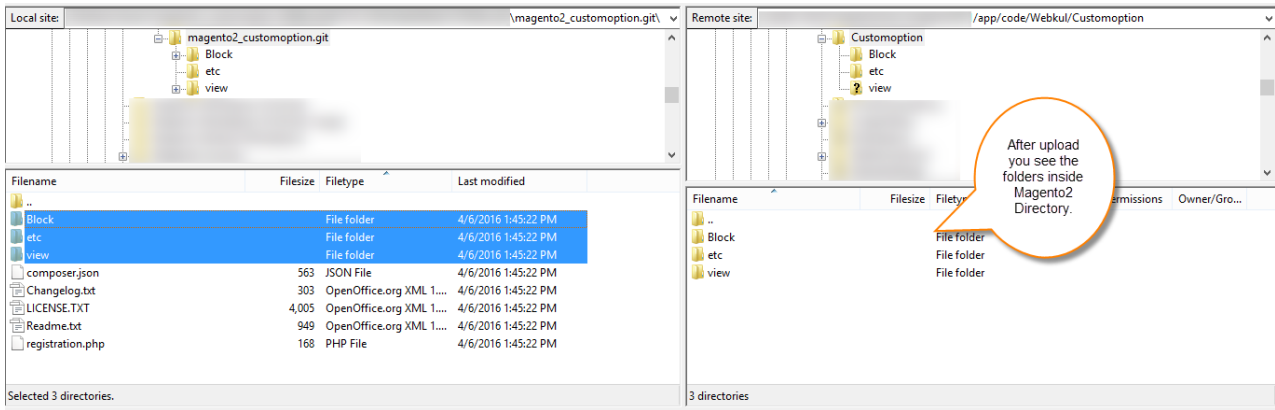 Local site: \magento2_customoption.git\
magento2_customoption.git
Block
etc
view
Filename Filesize Filetype Last modified
..
Block File folder 4/6/2016 1:45:22 PM
etc File folder 4/6/2016 1:45:22 PM
view File folder 4/6/2016 1:45:22 PM
composer.json 563 JSON File 4/6/2016 1:45:22 PM
Changelog.txt 303 OpenOffice.org XML 1.... 4/6/2016 1:45:22 PM
LICENSE.TXT 4,005 OpenOffice.org XML 1.... 4/6/2016 1:45:22 PM
Readme.txt 949 OpenOffice.org XML 1.... 4/6/2016 1:45:22 PM
registration.php 168 PHP File 4/6/2016 1:45:22 PM
Selected 3 directories.
Remote site: /app/code/Webkul/Customoption
Customoption
Block
etc
? view
After upload
you see the
folders inside
Magento2
Directory.
Filename Filesize Owner/Gro...
..
Block File folder
etc File folder
view File folder
3 directories